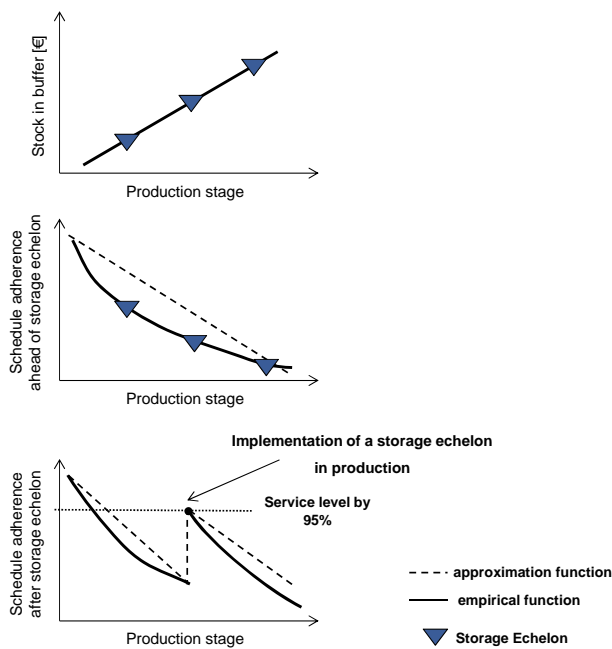 Stock in buffer [€]
Production stage
Schedule adherence
ahead of storage echelon
Production stage
Implementation of a storage echelon
in production
Service level by
95%
Schedule adherence
after storage echelon
Production stage
approximation function
empirical function
Storage Echelon